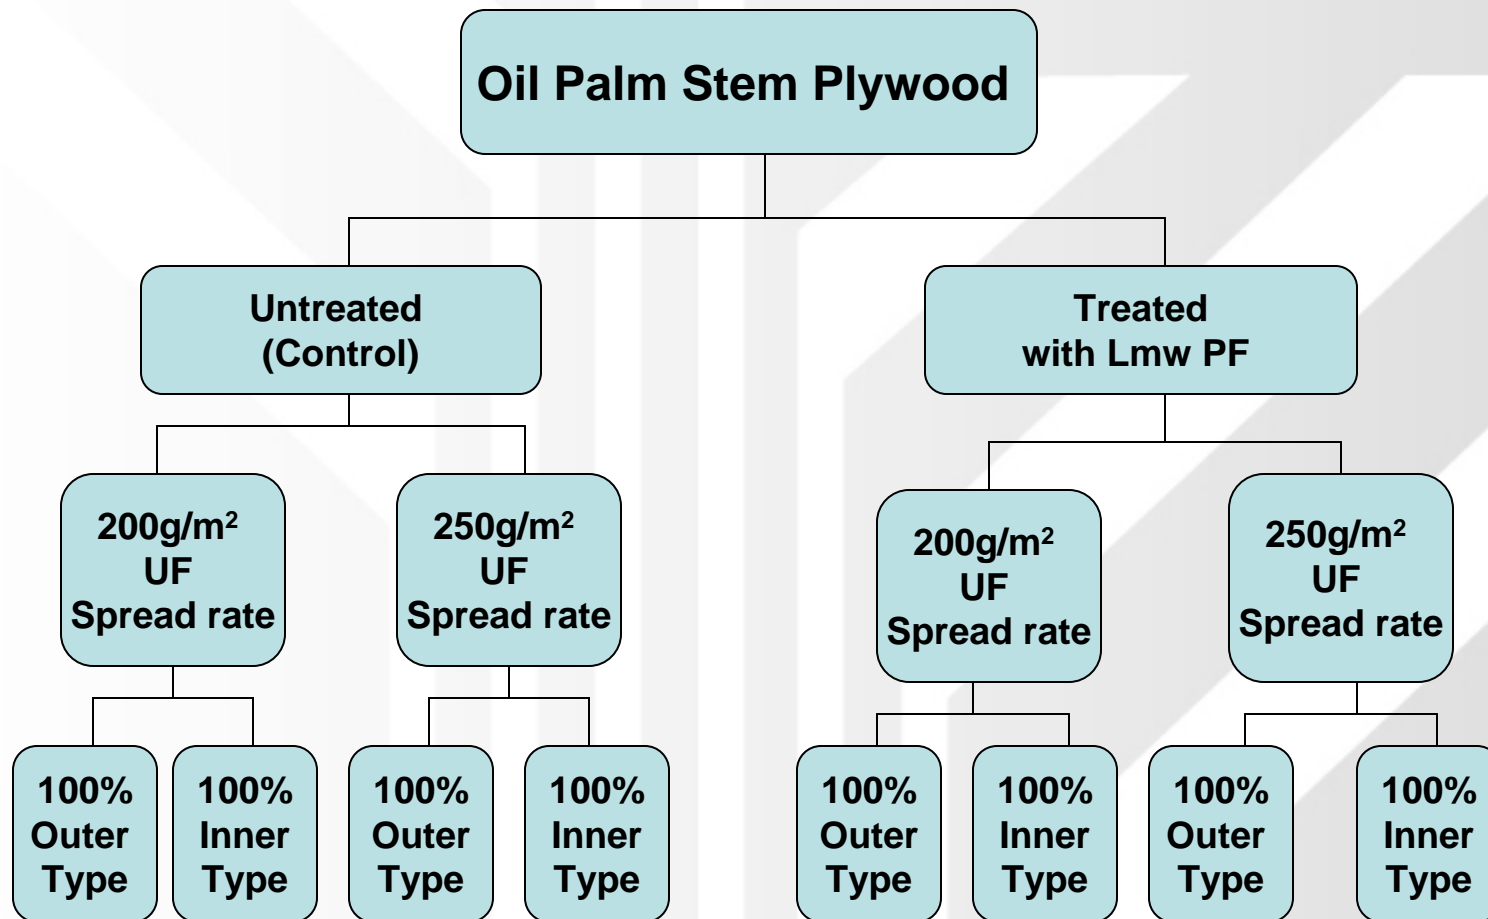 Oil Palm Stem Plywood
Untreated
(Control)
Treated
with Lmw PF
200g/m²
UF
Spread rate
250g/m²
UF
Spread rate
200g/m²
UF
Spread rate
250g/m²
UF
Spread rate
100%
Outer
Type
100%
Inner
Type
100%
Outer
Type
100%
Inner
Type
100%
Outer
Type
100%
Inner
Type
100%
Outer
Type
100%
Inner
Type